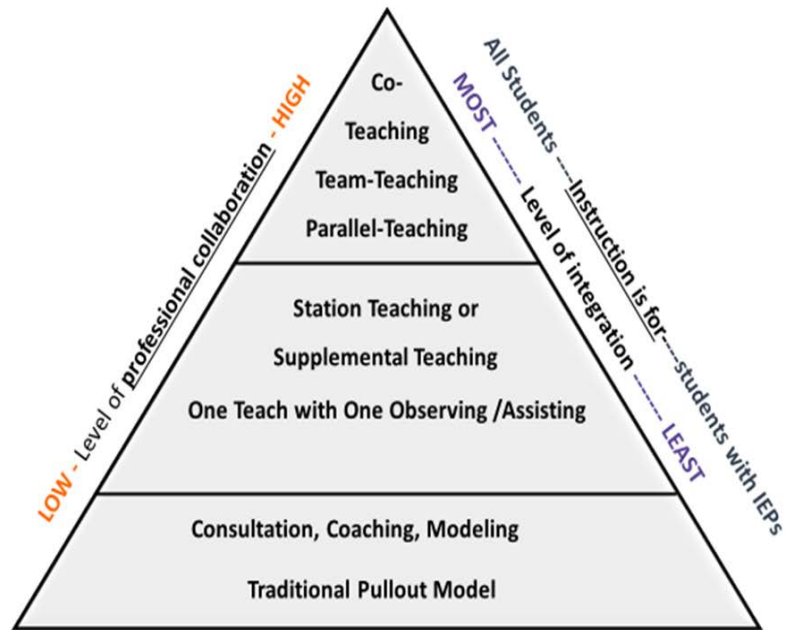 Co-
Teaching
Team-Teaching
Parallel-Teaching
Station Teaching or
Supplemental Teaching
One Teach with One Observing /Assisting
Consultation, Coaching, Modeling
Traditional Pullout Model
LOW - Level of professional collaboration - HIGH
MOST ------- Level of integration ------- LEAST
All Students ----Instruction is for----students with IEPs